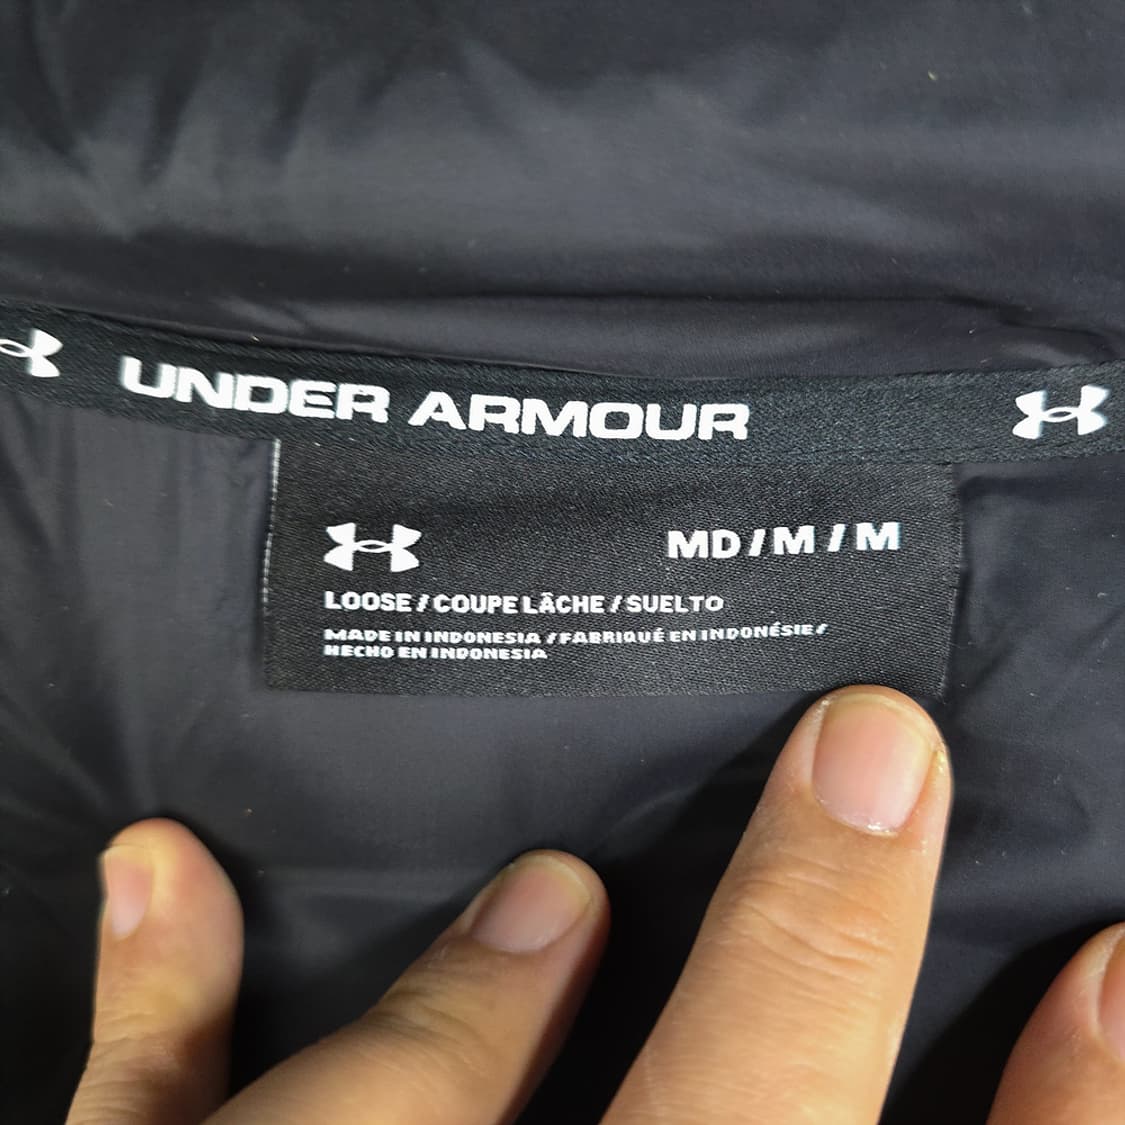 UNDER ARMOUR
MD / M / M
LOOSE / COUPE LÂCHE / SUELTO
MADE IN INDONESIA / FABRIQUÉ EN INDONÉSIE /
HECHO EN INDONESIA